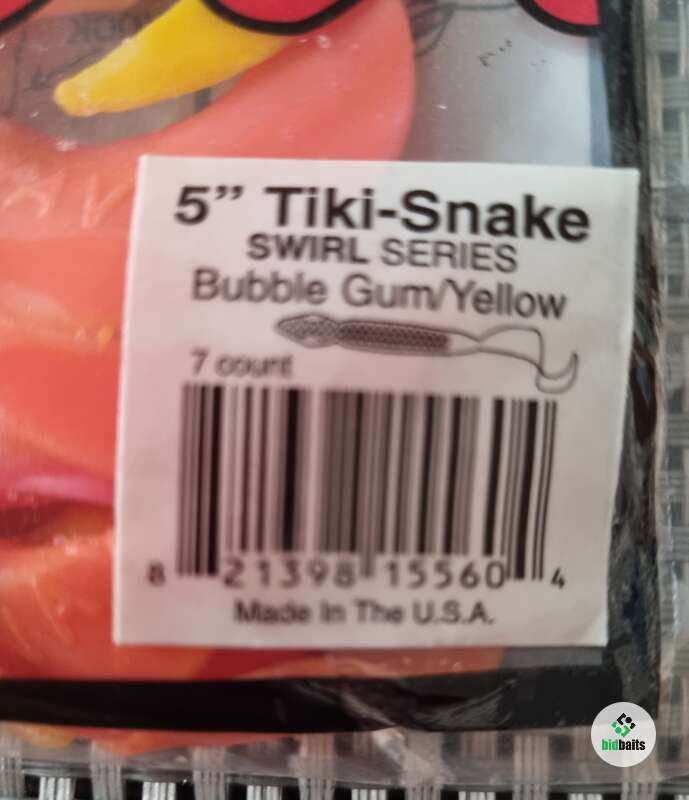 5” Tiki-Snake
SWIRL SERIES
Bubble Gum/Yellow
7 count
8 21398 15560 4
Made In The U.S.A.
bidbaits